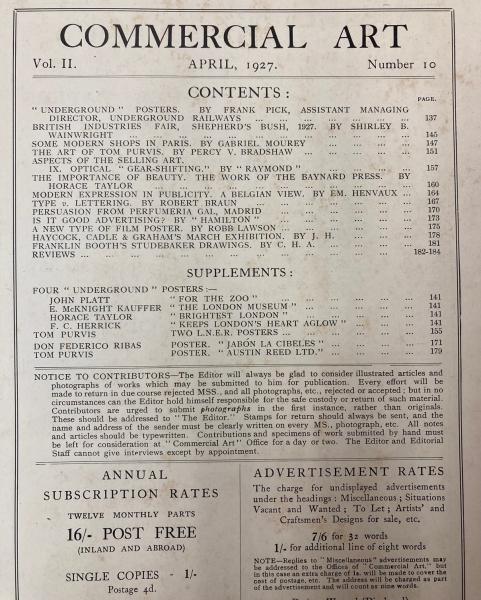 COMMERCIAL ART
Vol. II. APRIL, 1927. Number 10
CONTENTS :
PAGE.
"UNDERGROUND" POSTERS. BY FRANK PICK, ASSISTANT MANAGING
DIRECTOR, UNDERGROUND RAILWAYS ... ... ... ... ... 137
BRITISH INDUSTRIES FAIR, SHEPHERD'S BUSH, 1927. BY SHIRLEY B.
WAINWRIGHT ... ... ... ... ... ... ... 145
SOME MODERN SHOPS IN PARIS. BY GABRIEL MOUREY ... ... ... 147
THE ART OF TOM PURVIS. BY PERCY V. BRADSHAW ... ... ... 151
ASPECTS OF THE SELLING ART.
IX. OPTICAL "GEAR-SHIFTING." BY "RAYMOND" ... ... ... 157
THE IMPORTANCE OF BEAUTY. THE WORK OF THE BAYNARD PRESS. BY
HORACE TAYLOR ... ... ... ... ... ... ... 160
MODERN EXPRESSION IN PUBLICITY. A BELGIAN VIEW. BY EM. HENVAUX ... 164
TYPE v. LETTERING. BY ROBERT BRAUN ... ... ... ... 167
PERSUASION FROM PERFUMERIA GAL, MADRID ... ... ... ... 170
IS IT GOOD ADVERTISING? BY "HAMILTON" ... ... ... ... 173
A NEW TYPE OF FILM POSTER. BY ROBB LAWSON ... ... ... ... 175
HAYCOCK, CADLE & GRAHAM'S MARCH EXHIBITION. BY J. H. ... ... 178
FRANKLIN BOOTH'S STUDEBAKER DRAWINGS. BY C. H. A. ... ... ... 181
REVIEWS ... ... ... ... ... ... ... ... 182-184
SUPPLEMENTS :
FOUR "UNDERGROUND" POSTERS :—
JOHN PLATT "FOR THE ZOO" ... ... ... ... 141
E. McKNIGHT KAUFFER "THE LONDON MUSEUM" ... ... ... 141
HORACE TAYLOR "BRIGHTEST LONDON" ... ... ... ... 141
F. C. HERRICK "KEEPS LONDON'S HEART AGLOW" ... ... 141
TOM PURVIS TWO L.N.E.R. POSTERS ... ... ... ... 155
DON FEDERICO RIBAS POSTER. "JABÓN LA CIBELES" ... ... ... 171
TOM PURVIS POSTER. "AUSTIN REED LTD." ... ... ... 179
NOTICE TO CONTRIBUTORS—The Editor will always be glad to consider illustrated articles and
photographs of works which may be submitted to him for publication. Every effort will be
made to return in due course rejected MSS., and all photographs, etc., rejected or accepted; but in no
circumstances can the Editor hold himself responsible for the safe custody or return of such material.
Contributors are urged to submit photographs in the first instance, rather than originals.
These should be addressed to "The Editor." Stamps for return should always be sent, and the
name and address of the sender must be clearly written on every MS., photograph, etc. All notes
and articles should be typewritten. Contributions and specimens of work submitted by hand must
be left for consideration at "Commercial Art" Office for a day or two. The Editor and Editorial
Staff cannot give interviews except by appointment.
ANNUAL
SUBSCRIPTION RATES
TWELVE MONTHLY PARTS
16/- POST FREE
(INLAND AND ABROAD)
SINGLE COPIES - 1/-
Postage 4d.
ADVERTISEMENT RATES
The charge for undisplayed advertisements
under the headings : Miscellaneous ; Situations
Vacant and Wanted ; To Let ; Artists' and
Craftsmen's Designs for sale, etc.
7/6 for 32 words
1/- for additional line of eight words
NOTE—Replies to "Miscellaneous" advertisements may
be addressed to the Offices of "Commercial Art," but
in this case an extra charge of 1s. will be made to cover the
cost of postage, etc. The address will be charged as part
of the advertisement and will count as nine words.